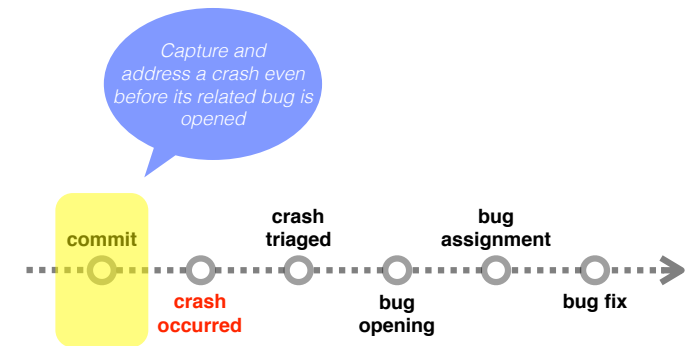 Capture and
address a crash even
before its related bug is
opened
commit
crash
occurred
crash
triaged
bug
opening
bug
assignment
bug fix